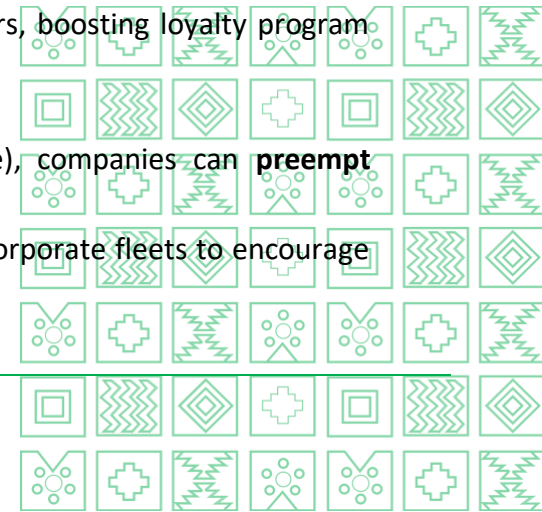 rs, boosting loyalty program
e), companies can preempt
orporate fleets to encourage